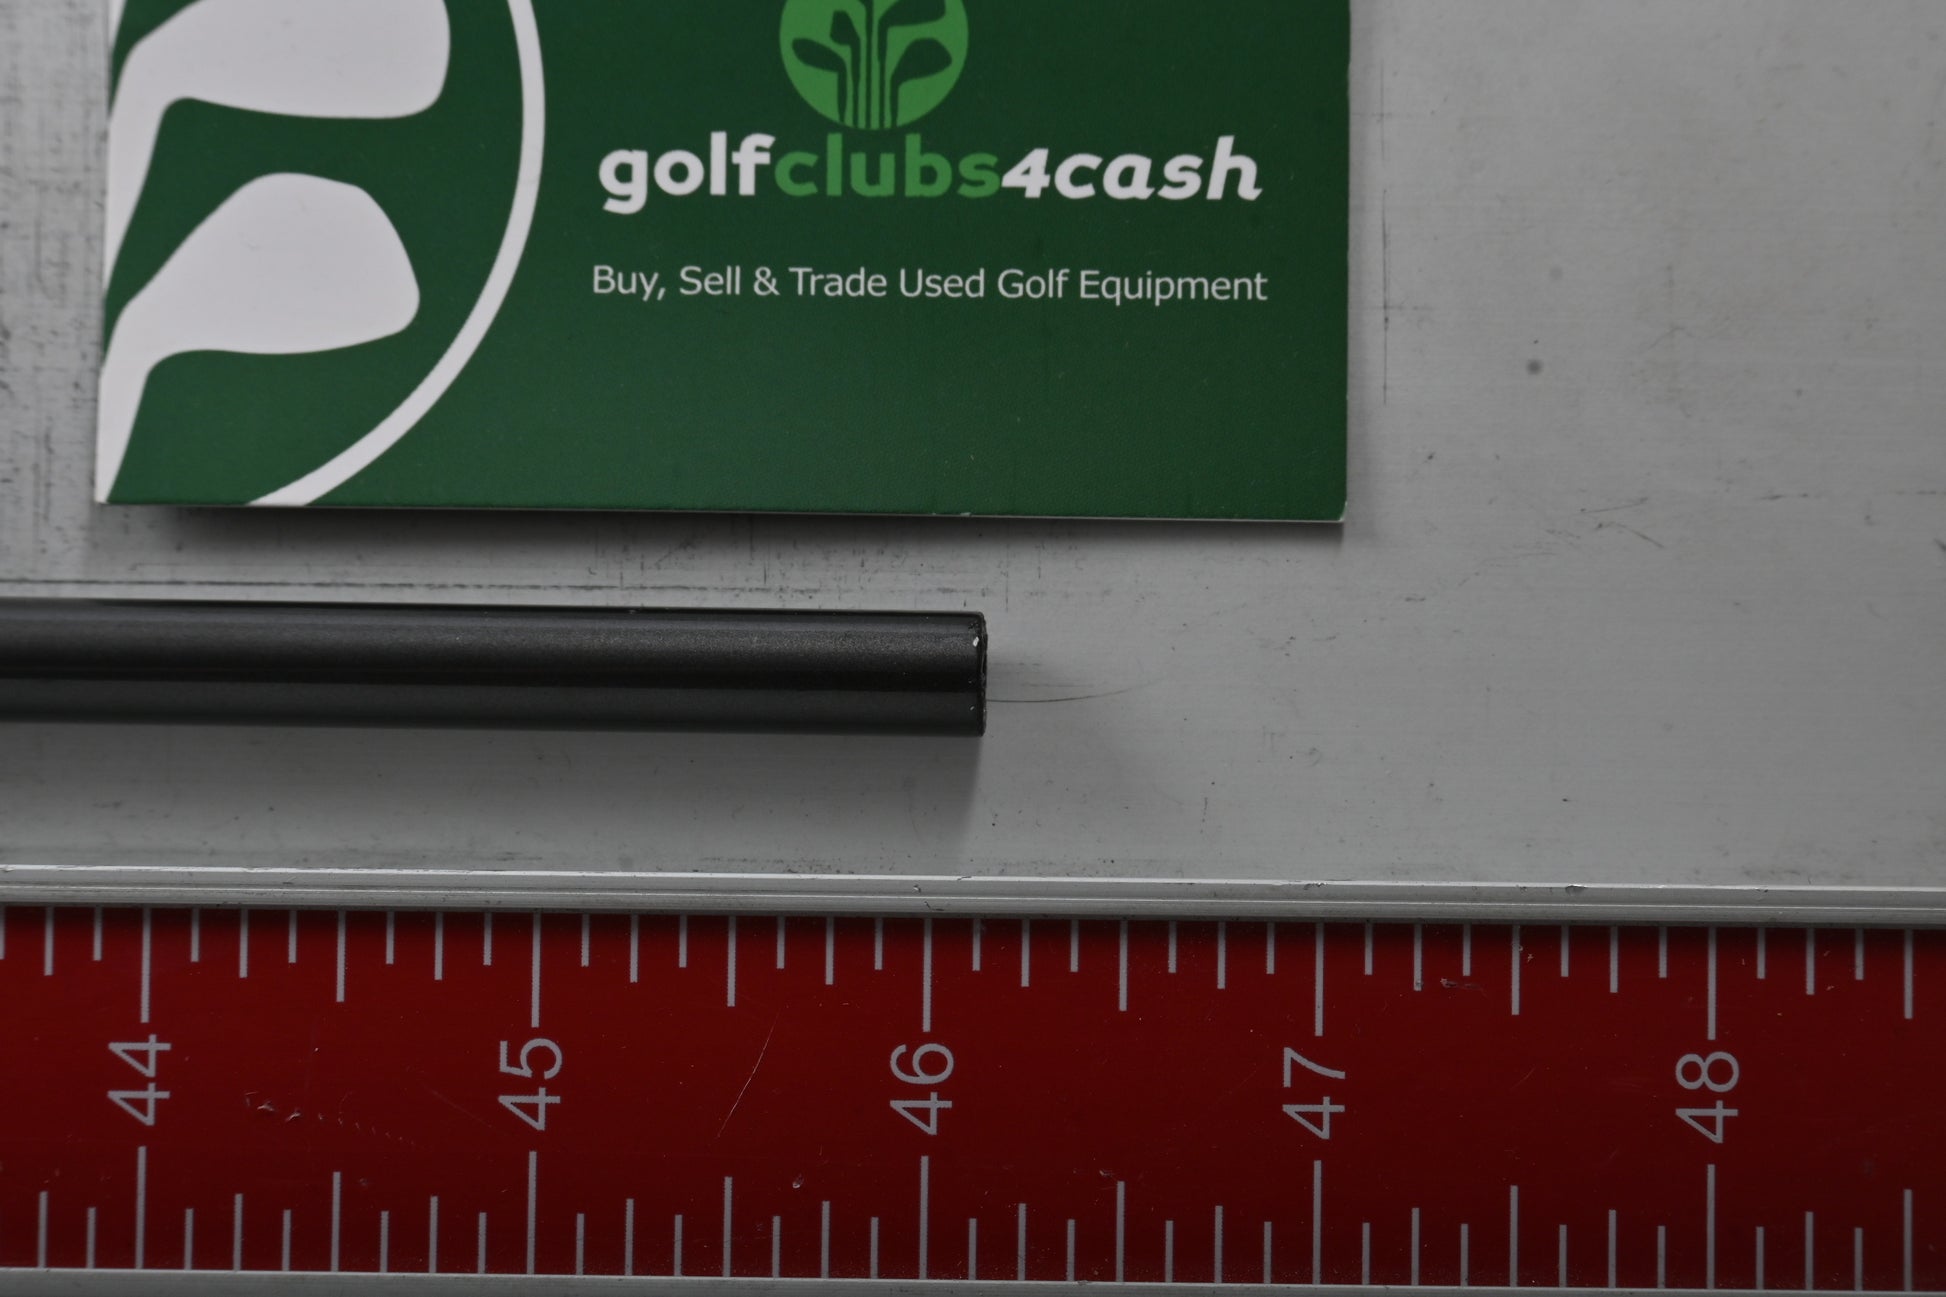 golfclubs4cash
Buy, Sell & Trade Used Golf Equipment
44 45 46 47 48